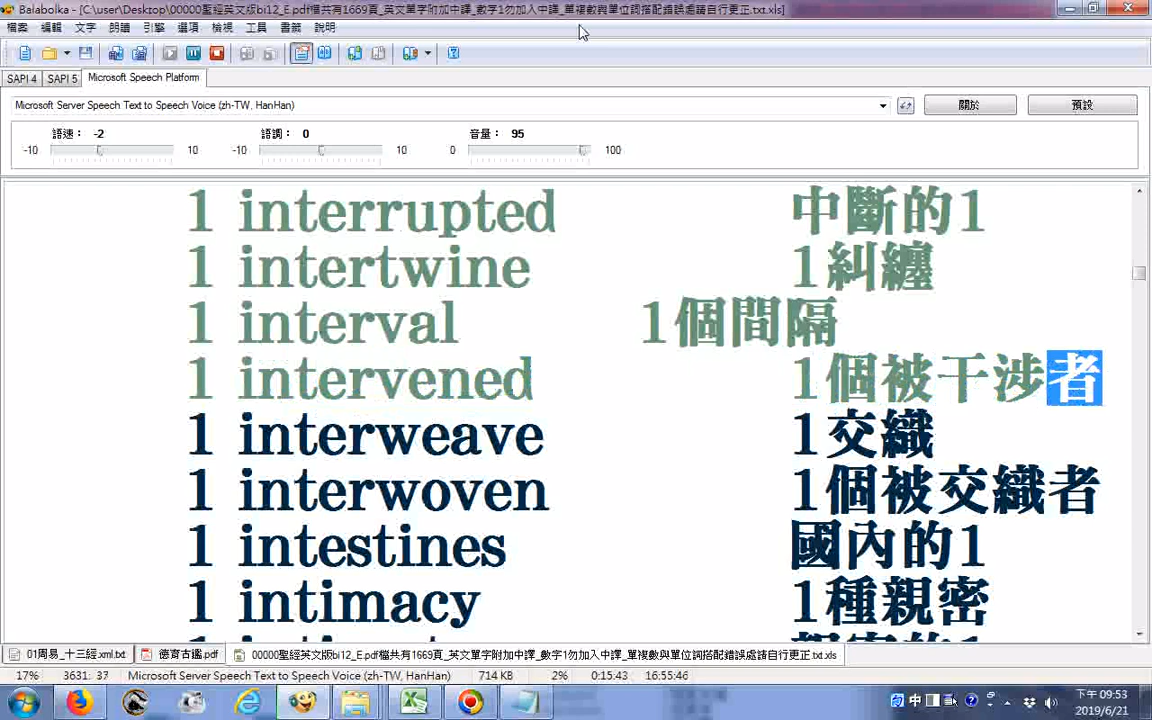 Balabolka - [C:\user\Desktop\00000聖經英文版bi12_E.pdf檔共有1669頁_英文單字附加中譯_數字1勿加入中譯_單複數與單位詞搭配錯誤處請自行更正.txt.xls]
檔案 編輯 文字 朗讀 引擎 選項 檢視 工具 書籤 說明
SAPI 4 SAPI 5 Microsoft Speech Platform
Microsoft Server Speech Text to Speech Voice (zh-TW, HanHan) 關於 預設
語速： -2 語調： 0 音量： 95
-10 10 -10 10 0 100
1 interrupted 中斷的1
1 intertwine 1糾纏
1 interval 1個間隔
1 intervened 1個被干涉者
1 interweave 1交織
1 interwoven 1個被交織者
1 intestines 國內的1
1 intimacy 1種親密
01周易_十三經.xml.txt 德育古鑑.pdf 00000聖經英文版bi12_E.pdf檔共有1669頁_英文單字附加中譯_數字1勿加入中譯_單複數與單位詞搭配錯誤處請自行更正.txt.xls
17% 3631: 37 Microsoft Server Speech Text to Speech Voice (zh-TW, HanHan) 714 KB 2% 0:15:43 16:55:46
中 下午 09:53
2019/6/21